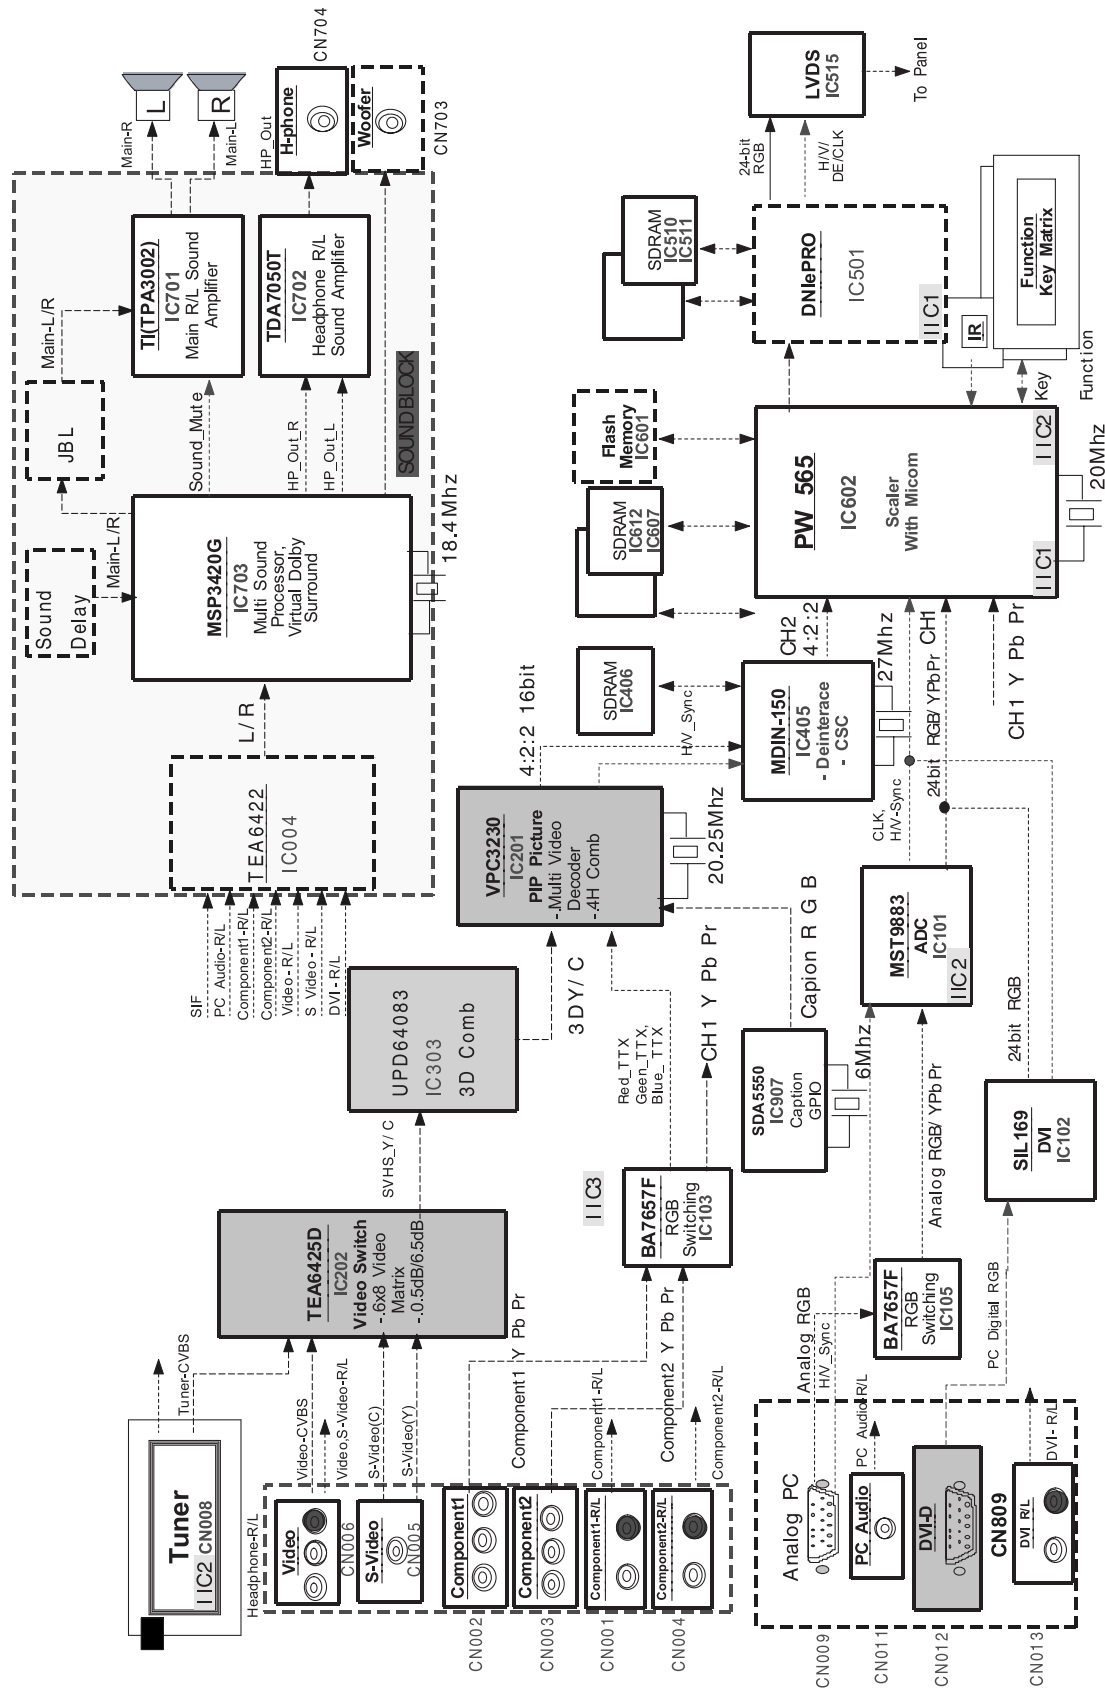 Tuner
IIC2 CN008
Tuner-CVBS
Headphone-R/L
Video
CN006
Video-CVBS
Video,S-Video-R/L
S-Video
CN005
S-Video(C)
S-Video(Y)
Component1
CN002
Component1 Y Pb Pr
Component2
CN003
Component2 Y Pb Pr
Component1-R/L
CN001
Component1-R/L
Component2-R/L
CN004
Component2-R/L
Analog PC
CN009
Analog RGB
H/V_Sync
PC Audio
CN011
PC Audio-R/L
DVI-D
CN012
PC Digital RGB
CN809
DVI R/L
CN013
DVI- R/L
TEA6425D
IC202
Video Switch
-.6x8 Video
Matrix
-.0.5dB/6.5dB
SVHS_Y/ C
UPD64083
IC303
3D Comb
3DY/ C
IIC3
BA7657F
RGB
Switching
IC103
Red_TTX,
Geen_TTX,
Blue_TTX
CH1 Y Pb Pr
BA7657F
RGB
Switching
IC105
Analog RGB/ YPbPr
SIL169
DVI
IC102
24bit RGB
SDA5550
IC907
Caption
GPIO
6Mhz
Capion R G B
MST9883
ADC
IC101
IIC2
CLK,
H/V-Sync
24bit RGB/ YPbPr CH1
CH1 Y Pb Pr
VPC3230
IC201
PIP Picture
-.Multi Video
Decoder
-.4H Comb
20.25Mhz
4:2:2 16bit
H/V_Sync
MDIN-150
IC405
- Deinterace
- CSC
27Mhz
SDRAM
IC406
CH2
4:2:2
SIF
PC Audio-R/L
Component1-R/L
Component2-R/L
Video- R/L
S Video - R/L
DVI- R/L
TEA6422
IC004
L/ R
Sound
Delay
Main-L/R
MSP3420G
IC703
Multi Sound
Processor,
Virtual Dolby
Surround
18.4Mhz
JBL
Main-L/R
Sound_Mute
HP_Out_R
HP_Out_L
SOUND BLOCK
TI(TPA3002)
IC701
Main R/L Sound
Amplifier
TDA7050T
IC702
Headphone R/L
Sound Amplifier
Main-R
Main-L
L
R
HP_Out
H-phone
CN704
Woofer
CN703
PW 565
IC602
Scaler
With Micom
IIC1
IIC2
20Mhz
SDRAM
IC612
IC607
Flash
Memory
IC601
DNIePRO
IC501
IIC1
SDRAM
IC510
IC511
IR
Key
Function
Function
Key Matrix
24-bit
RGB
H/V/
DE/CLK
LVDS
IC515
To Panel